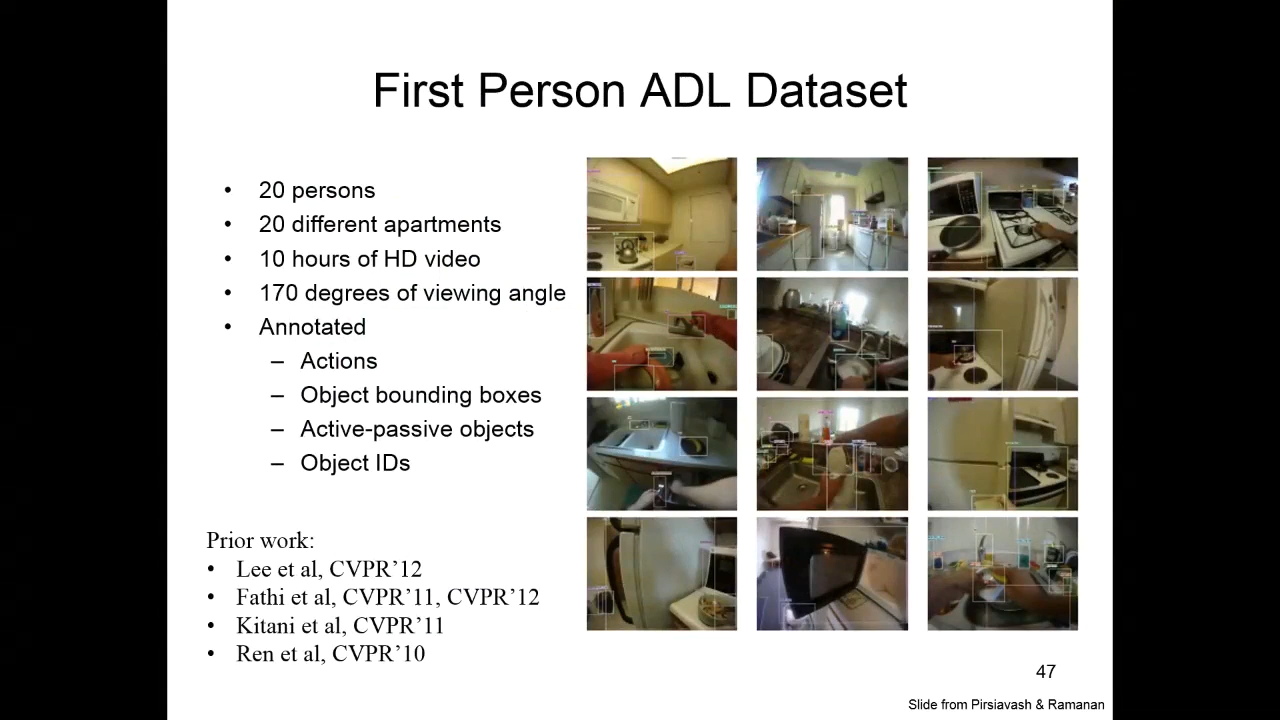 First Person ADL Dataset
• 20 persons
• 20 different apartments
• 10 hours of HD video
• 170 degrees of viewing angle
• Annotated
– Actions
– Object bounding boxes
– Active-passive objects
– Object IDs
Prior work:
• Lee et al, CVPR’12
• Fathi et al, CVPR’11, CVPR’12
• Kitani et al, CVPR’11
• Ren et al, CVPR’10
47
Slide from Pirsiavash & Ramanan